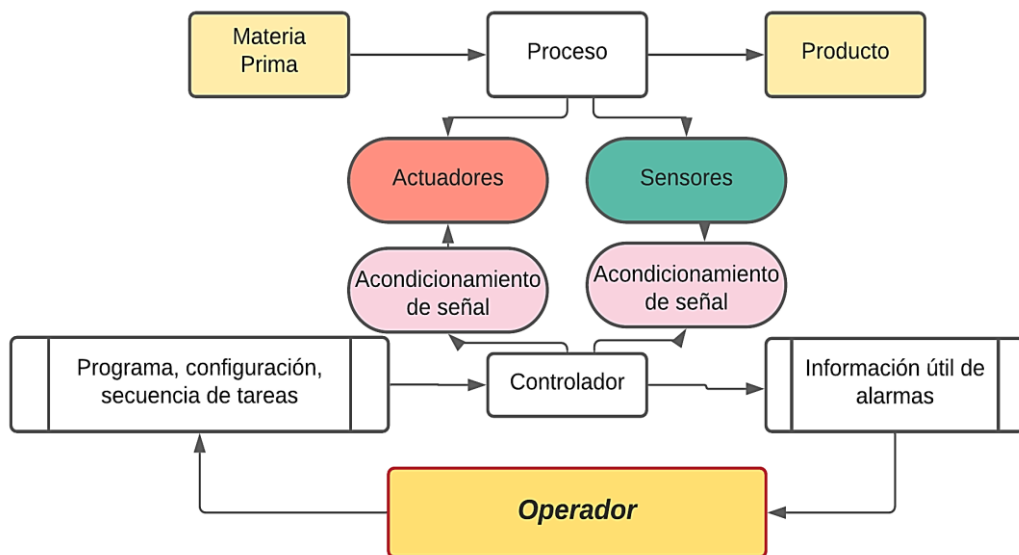 Materia
Prima
Proceso
Producto
Actuadores
Sensores
Acondicionamiento
de señal
Acondicionamiento
de señal
Programa, configuración,
secuencia de tareas
Controlador
Información útil de
alarmas
Operador